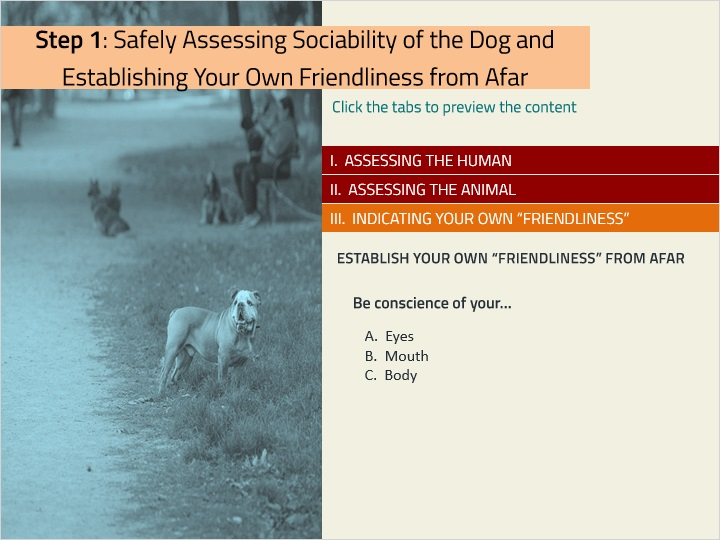 Step 1: Safely Assessing Sociability of the Dog and
Establishing Your Own Friendliness from Afar
Click the tabs to preview the content
I. ASSESSING THE HUMAN
II. ASSESSING THE ANIMAL
III. INDICATING YOUR OWN “FRIENDLINESS”
ESTABLISH YOUR OWN “FRIENDLINESS” FROM AFAR
Be conscience of your...
A. Eyes
B. Mouth
C. Body